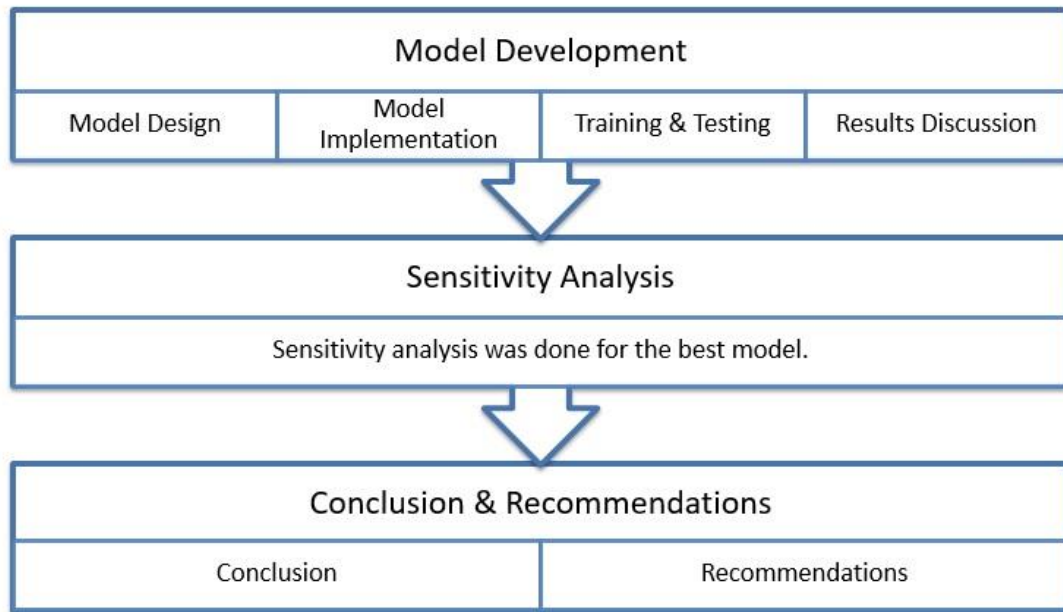 Model Development
Model Design
Model
Implementation
Training & Testing
Results Discussion
Sensitivity Analysis
Sensitivity analysis was done for the best model.
Conclusion & Recommendations
Conclusion
Recommendations